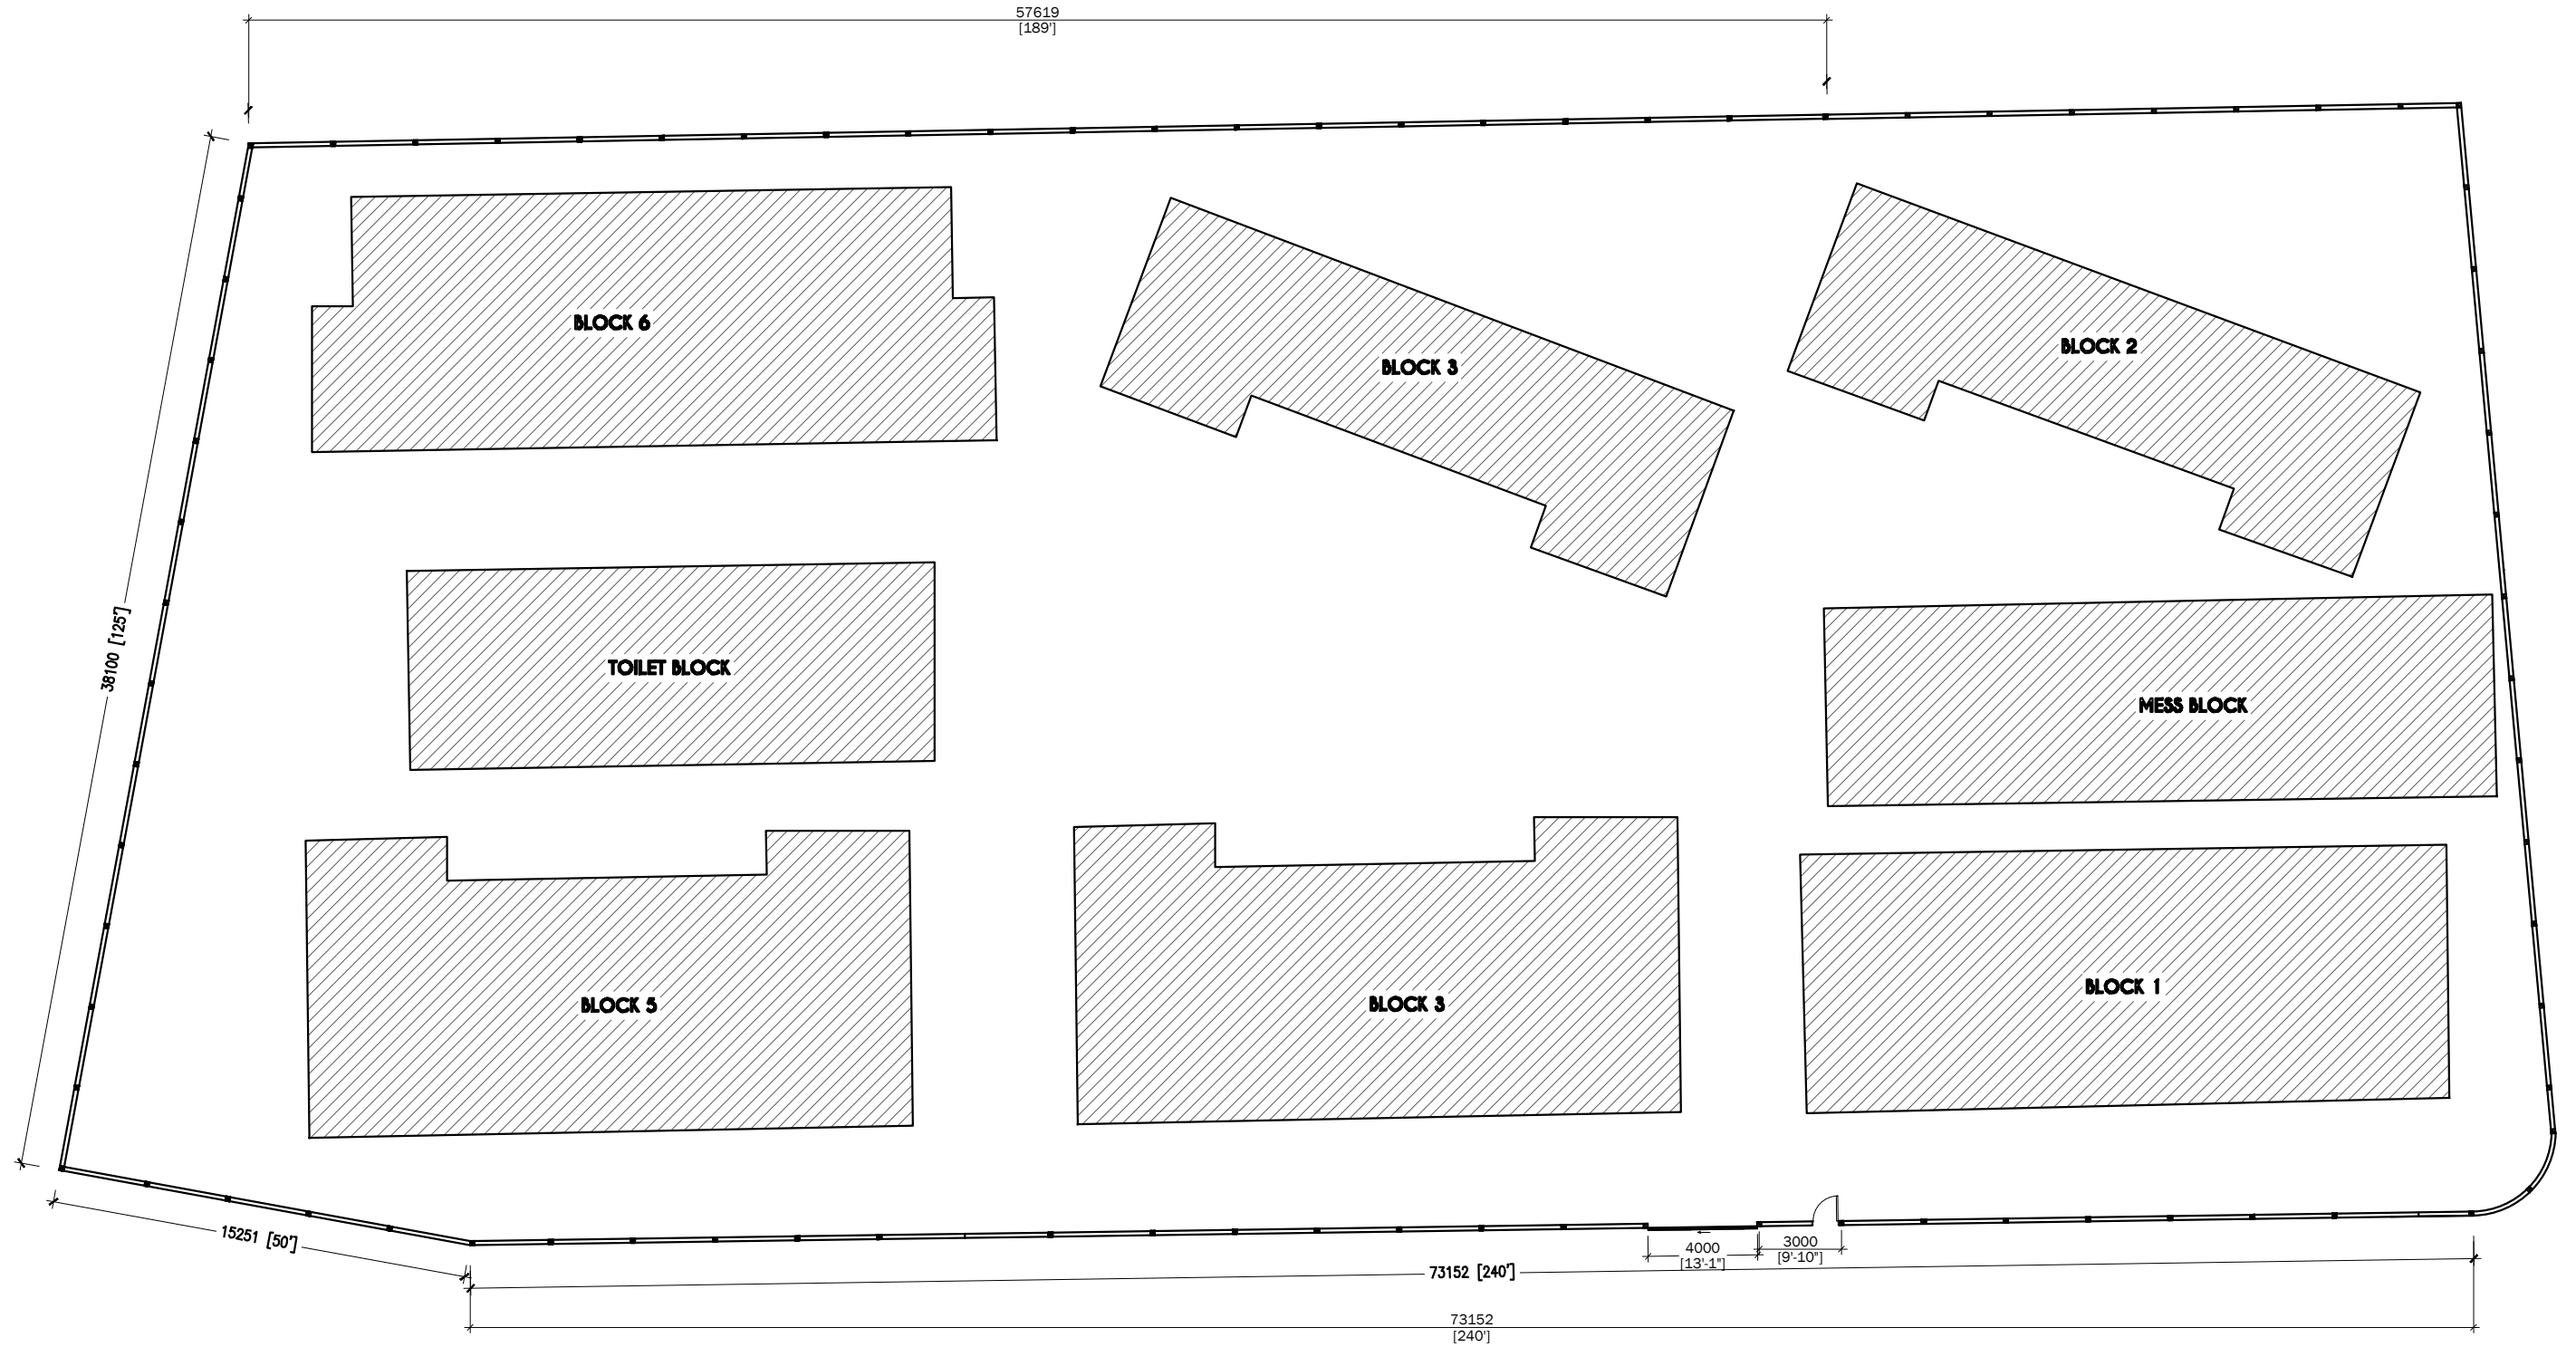 57619
[189']
BLOCK 6
BLOCK 3
BLOCK 2
38100 [125']
TOILET BLOCK
MESS BLOCK
BLOCK 5
BLOCK 3
BLOCK 1
15251 [50']
4000
[13'-1"]
3000
[9'-10"]
73152 [240']
73152
[240']